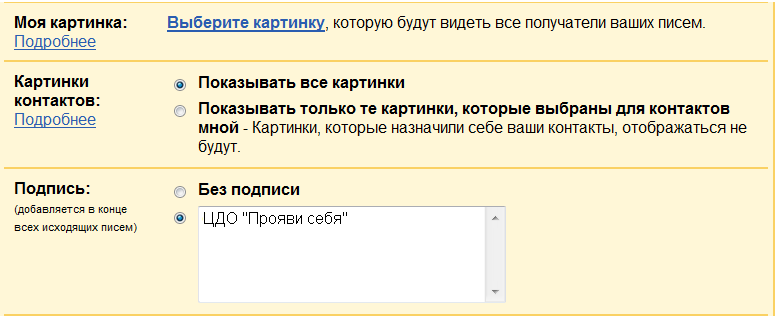 Моя картинка:
Подробнее
Выберите картинку, которую будут видеть все получатели ваших писем.
Картинки
контактов:
Подробнее
Показывать все картинки
Показывать только те картинки, которые выбраны для контактов
мной - Картинки, которые назначили себе ваши контакты, отображаться не
будут.
Подпись:
(добавляется в конце
всех исходящих писем)
Без подписи
ЦДО "Прояви себя"